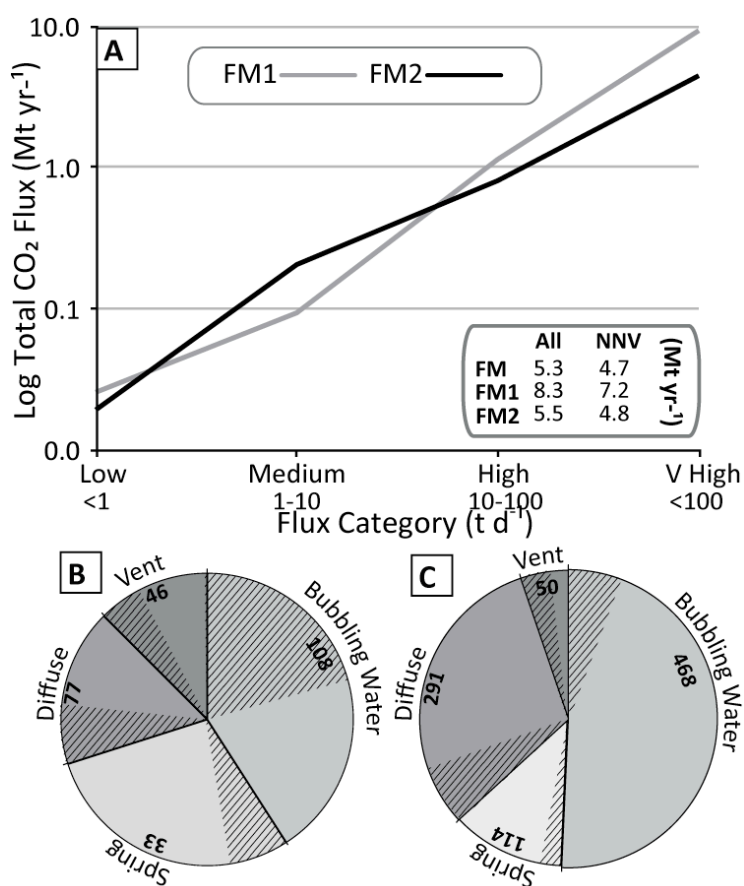 A
10.0
1.0
0.1
0.0
Log Total CO₂ Flux (Mt yr-¹)
FM1 FM2
All NNV
FM 5.3 4.7
FM1 8.3 7.2
FM2 5.5 4.8
(Mt yr-¹)
Low Medium High V High
<1 1-10 10-100 <100
Flux Category (t d-¹)
B
Vent
46
Bubbling Water
108
Diffuse
77
Spring
33
C
Vent
50
Bubbling Water
468
Diffuse
291
Spring
114